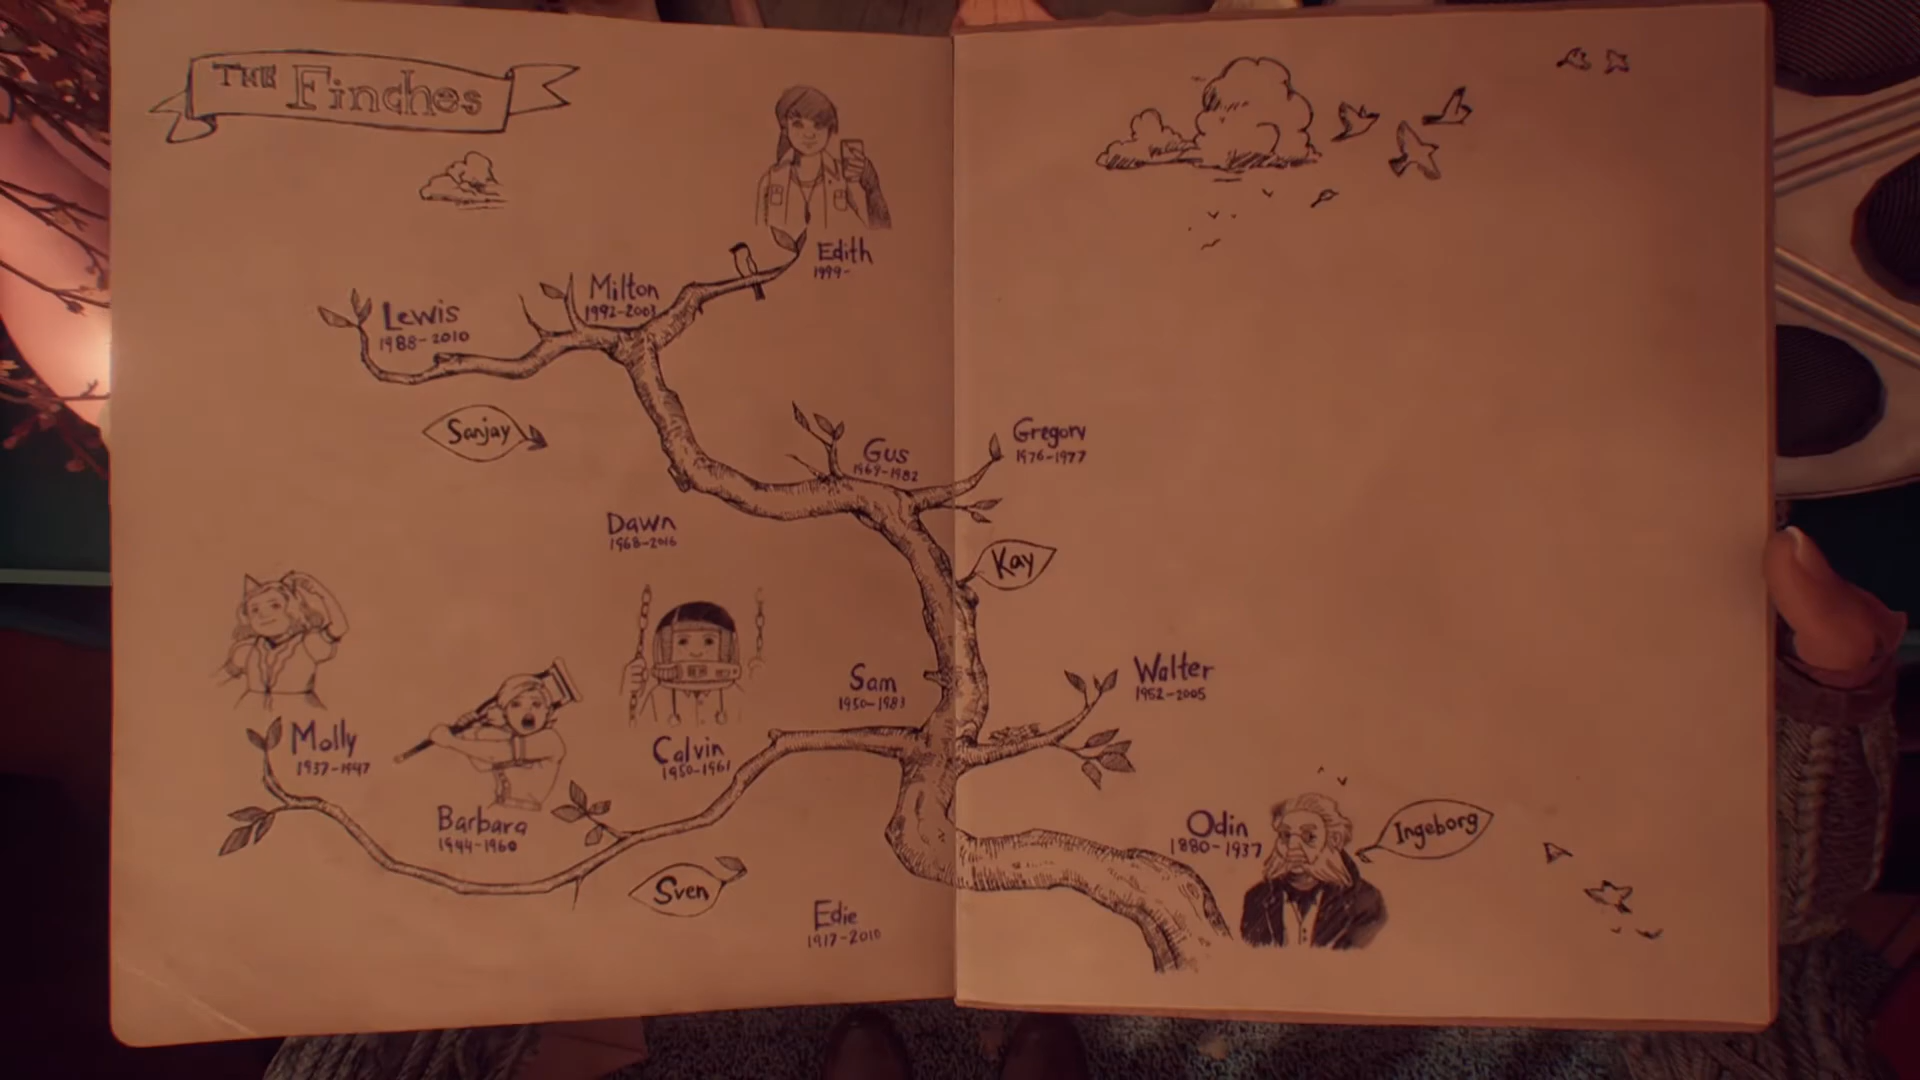 THE Finches
Edith
1999-
Milton
1992-2003
Lewis
1988-2010
Sanjay
Gus
1969-1982
Gregory
1976-1977
Dawn
1968-2016
Kay
Sam
1950-1983
Walter
1952-2005
Molly
1937-1947
Calvin
1950-1961
Barbara
1944-1960
Odin
1880-1937
Ingeborg
Sven
Edie
1917-2010